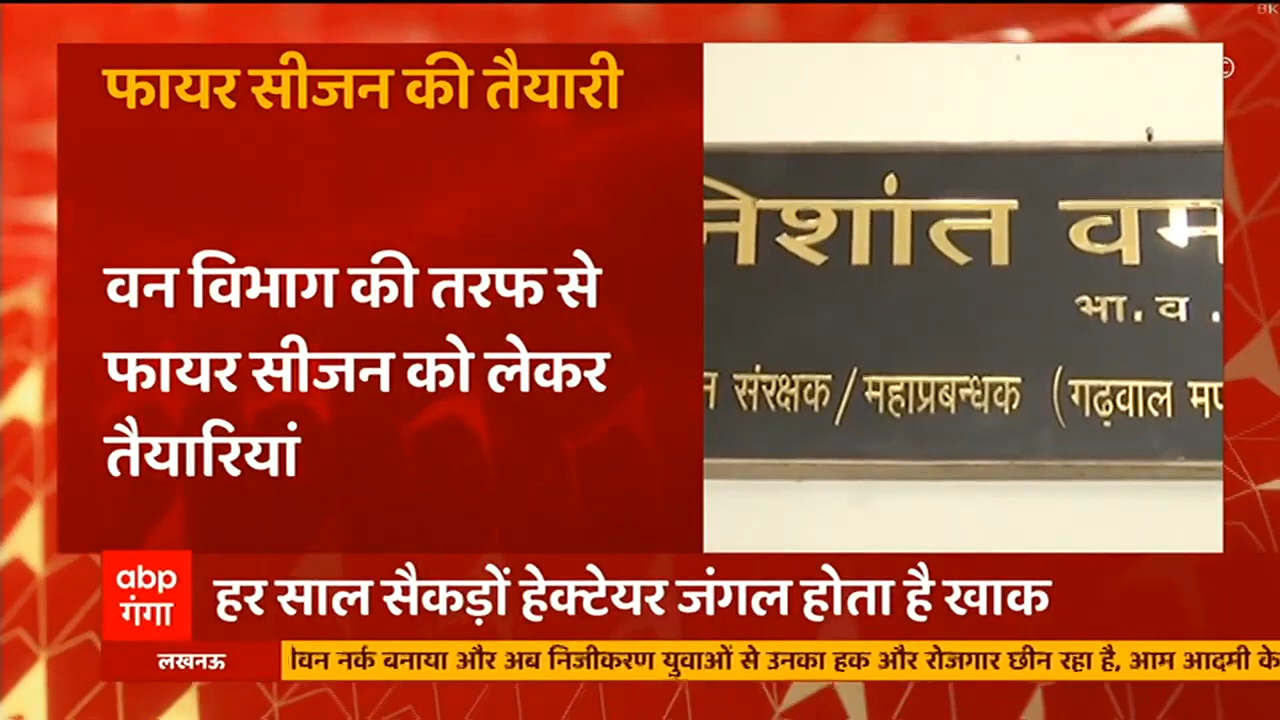 फायर सीजन की तैयारी
वन विभाग की तरफ से
फायर सीजन को लेकर
तैयारियां
निशांत
भा. व .
संरक्षक / महाप्रबन्धक (गढ़वाल
abp
गंगा
हर साल सैकड़ों हेक्टेयर जंगल होता है खाक
लखनऊ
नर्क बनाया और अब निजीकरण युवाओं से उनका हक और रोजगार छीन रहा है, आम आदमी के